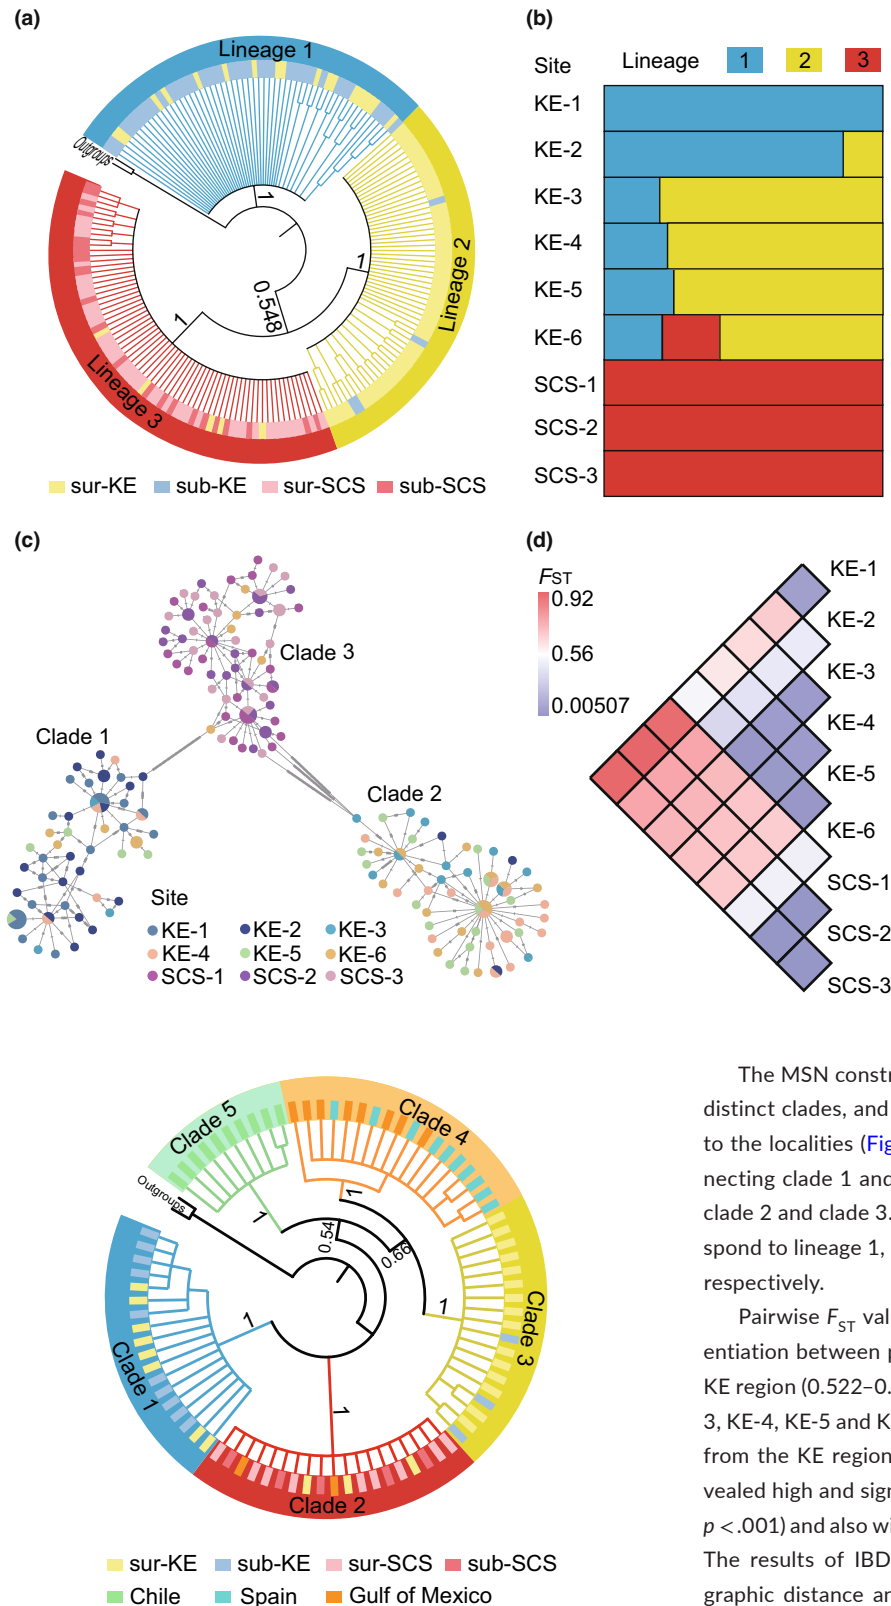 (a)
Lineage 1
Outgroups
1
Lineage 2
1
0.548
1
Lineage 3
sur-KE sub-KE sur-SCS sub-SCS
(b)
Site Lineage 1 2 3
KE-1
KE-2
KE-3
KE-4
KE-5
KE-6
SCS-1
SCS-2
SCS-3
(c)
Clade 3
Clade 1
Clade 2
Site
KE-1 KE-2 KE-3
KE-4 KE-5 KE-6
SCS-1 SCS-2 SCS-3
(d)
FST
0.92
0.56
0.00507
KE-1
KE-2
KE-3
KE-4
KE-5
KE-6
SCS-1
SCS-2
SCS-3
Clade 5
Clade 4
Outgroups
1
1
0.54
0.66
1
1
Clade 3
Clade 1
1
Clade 2
sur-KE sub-KE sur-SCS sub-SCS
Chile Spain Gulf of Mexico
The MSN constr
distinct clades, and
to the localities (Fig
necting clade 1 and
clade 2 and clade 3.
spond to lineage 1,
respectively.
Pairwise FST val
entiation between p
KE region (0.522–0.
3, KE-4, KE-5 and K
from the KE region
vealed high and sign
p < .001) and also wi
The results of IBD
graphic distance ar